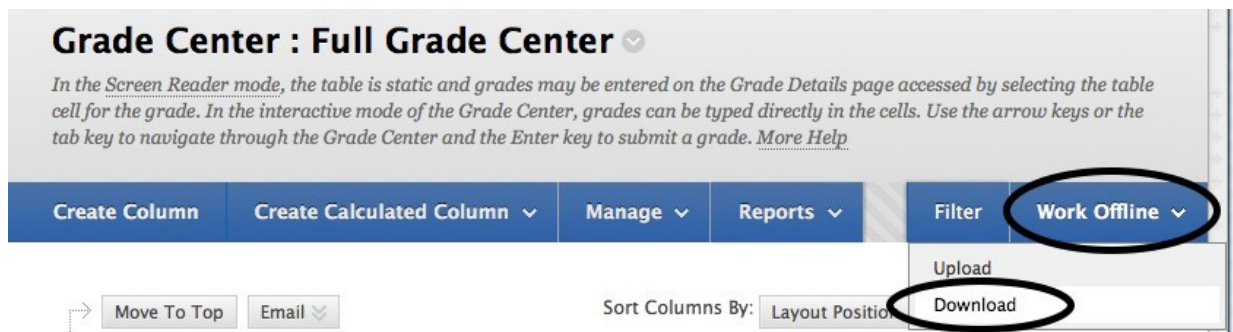 Grade Center : Full Grade Center
In the Screen Reader mode, the table is static and grades may be entered on the Grade Details page accessed by selecting the table
cell for the grade. In the interactive mode of the Grade Center, grades can be typed directly in the cells. Use the arrow keys or the
tab key to navigate through the Grade Center and the Enter key to submit a grade. More Help
Create Column Create Calculated Column Manage Reports Filter Work Offline
Upload
Download
Move To Top Email Sort Columns By: Layout Position